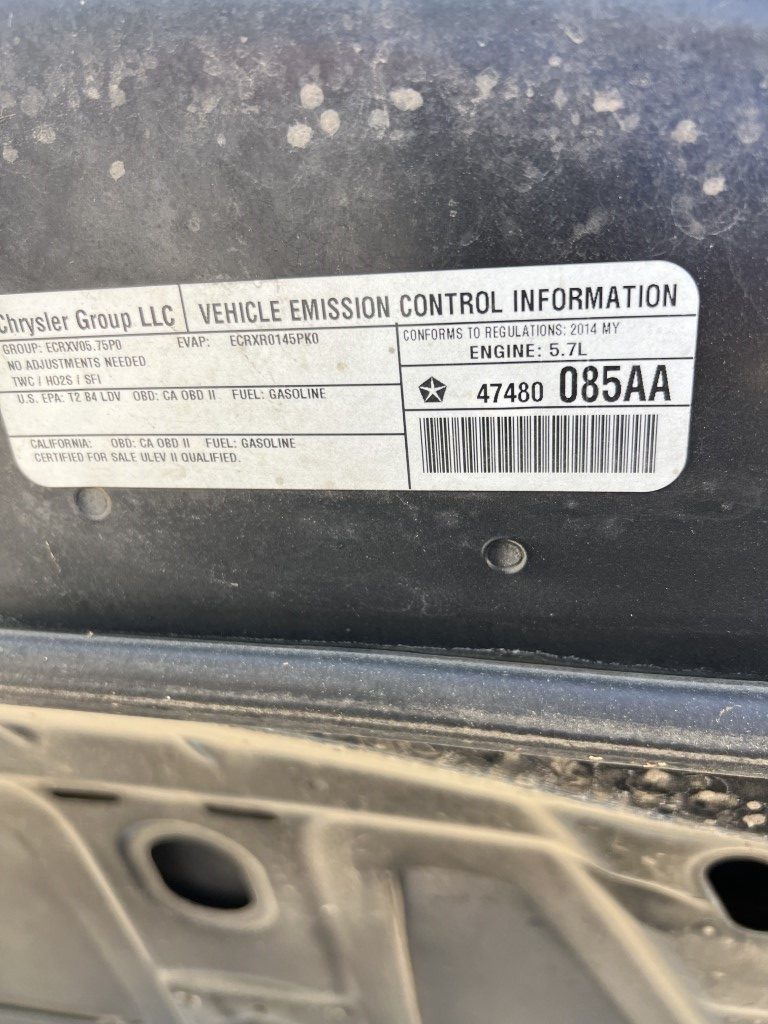 Chrysler Group LLC
VEHICLE EMISSION CONTROL INFORMATION
GROUP: ECRXV05.75P0 EVAP: ECRXR0145PK0
NO ADJUSTMENTS NEEDED
TWC / HO2S / SFI
CONFORMS TO REGULATIONS: 2014 MY
ENGINE: 5.7L
U.S. EPA: T2 B4 LDV OBD: CA OBD II FUEL: GASOLINE
47480 085AA
CALIFORNIA: OBD: CA OBD II FUEL: GASOLINE
CERTIFIED FOR SALE ULEV II QUALIFIED.